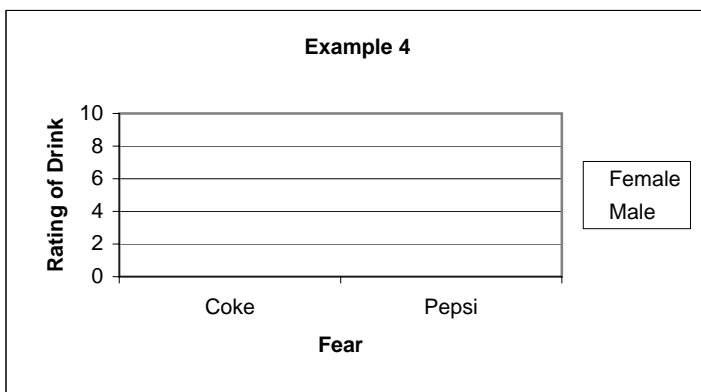 Example 4
Rating of Drink
10
8
6
4
2
0
Coke Pepsi
Fear
Female
Male